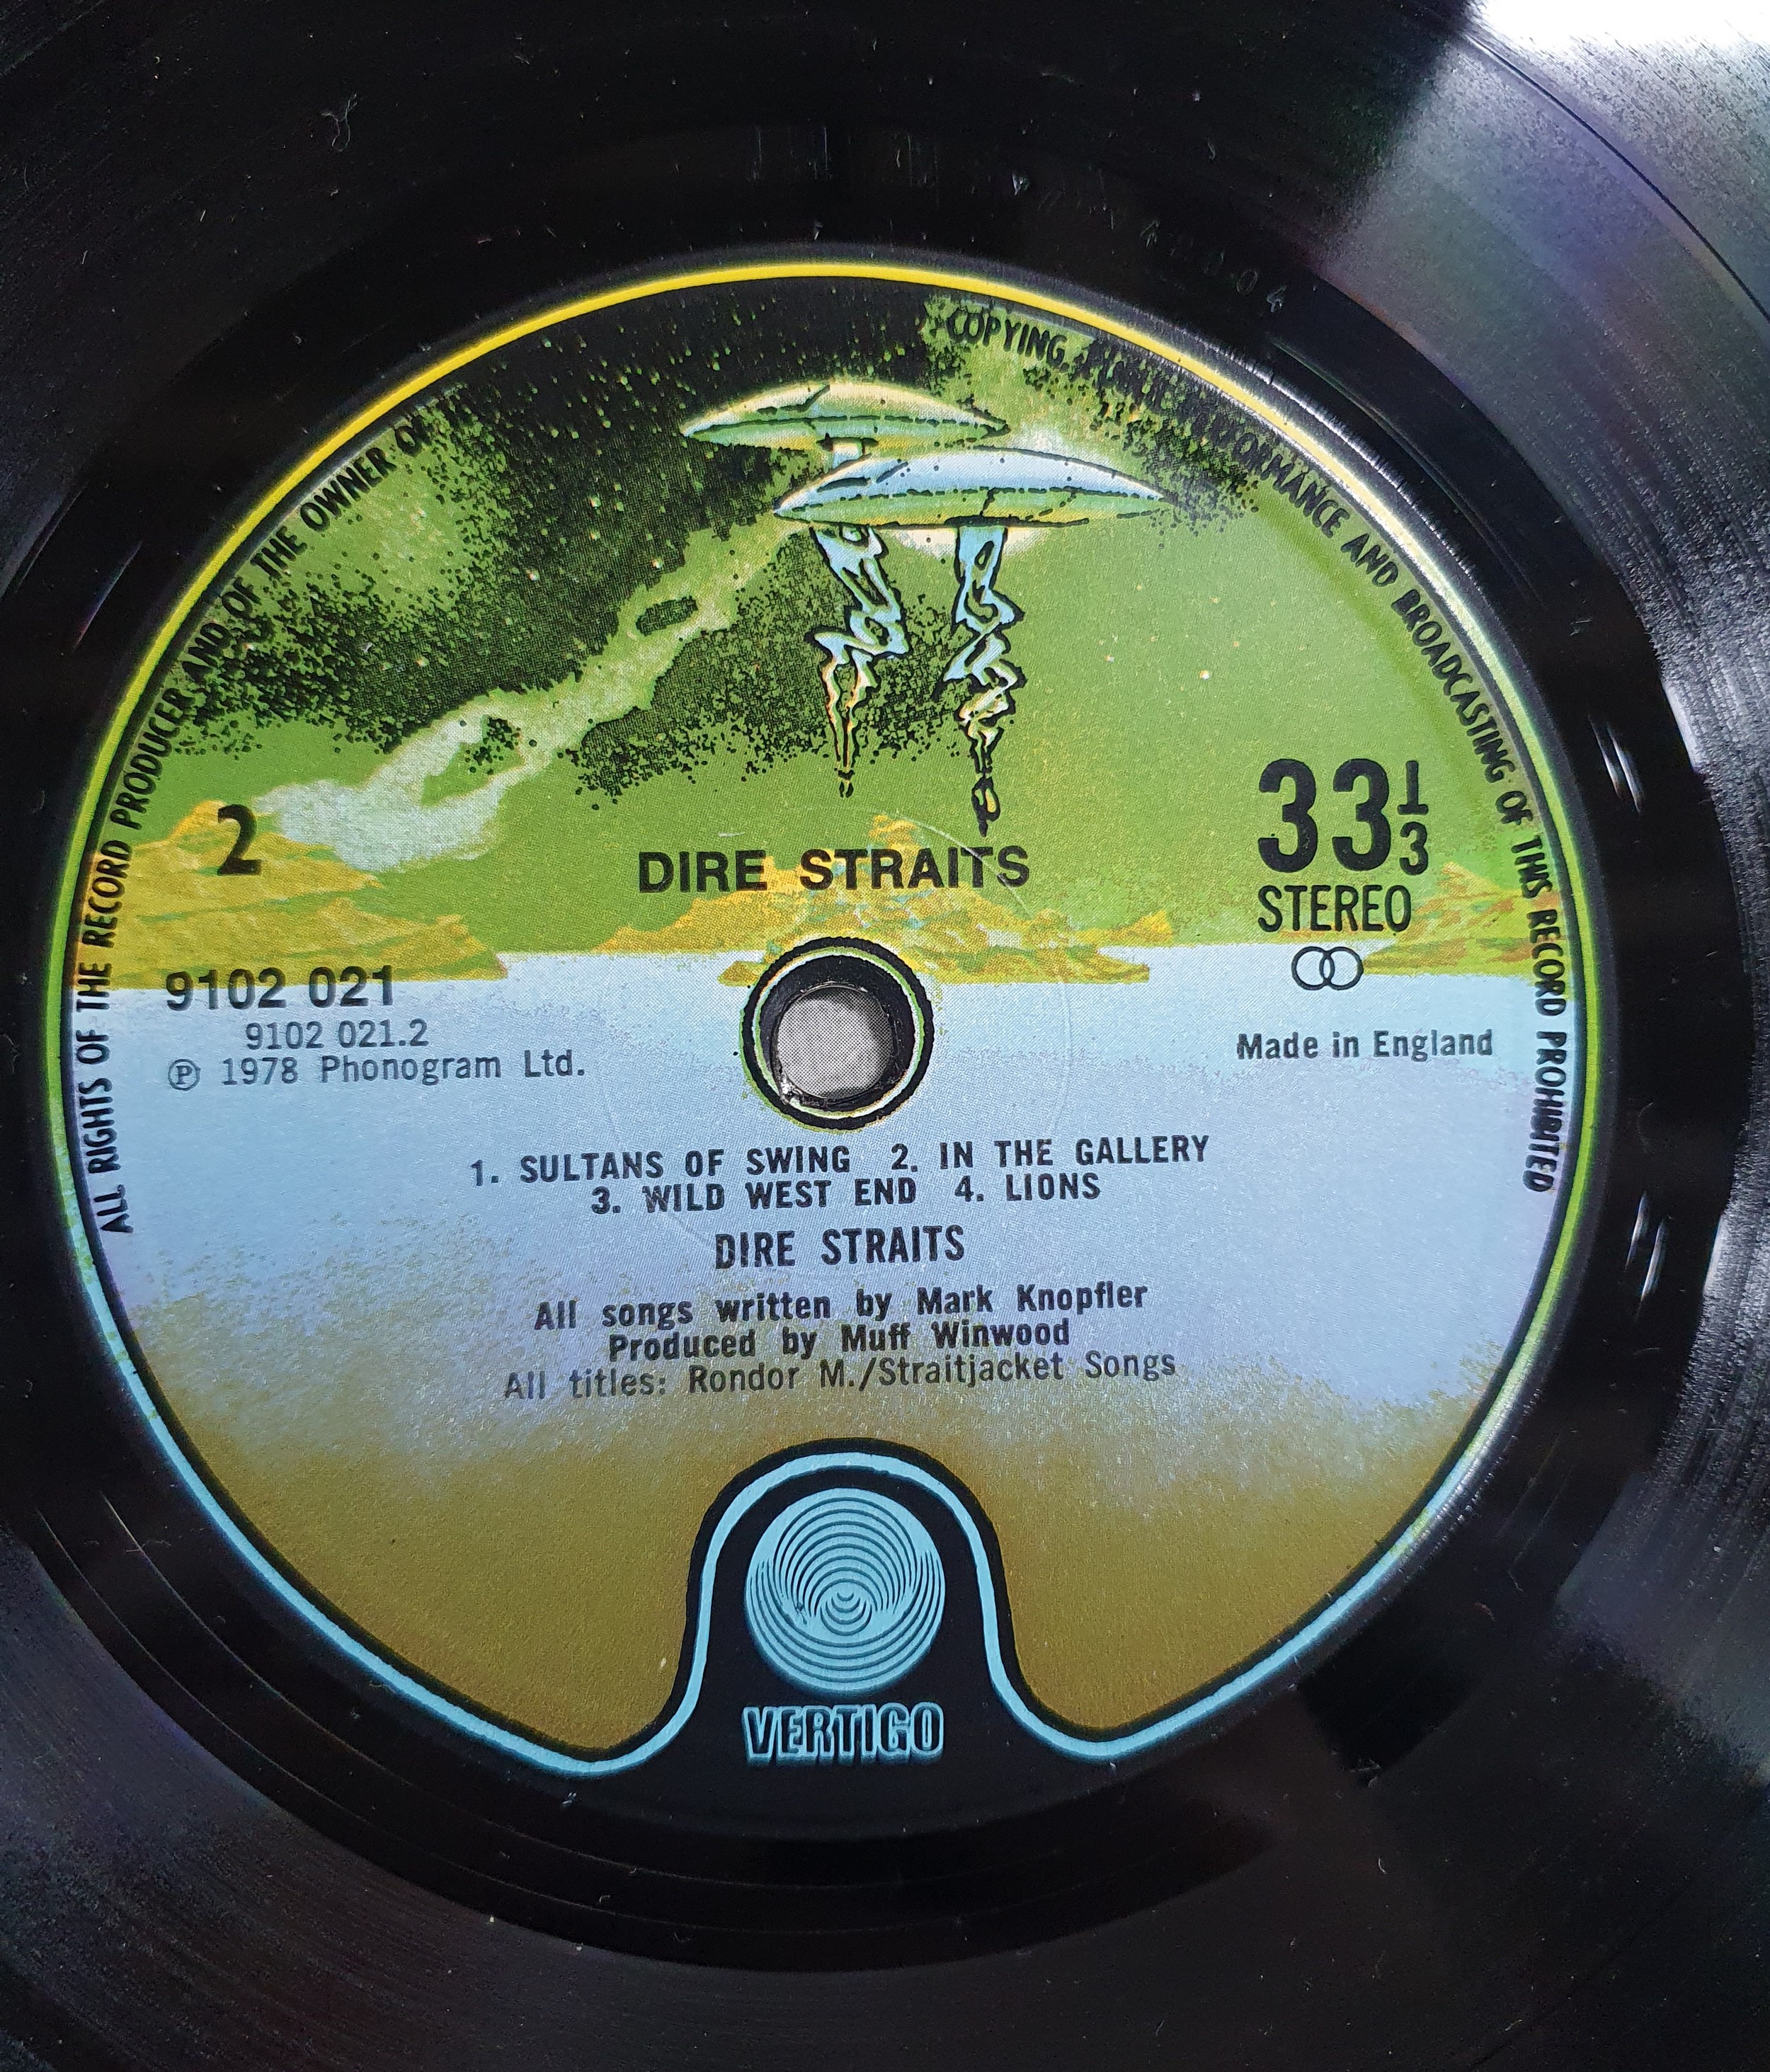 ALL RIGHTS OF THE RECORD PRODUCER AND OF THE OWNER OF
COPYING, PERFORMANCE AND BROADCASTING OF THIS RECORD PROHIBITED
2
DIRE STRAITS
33 1/3
STEREO
9102 021
9102 021.2
Ⓟ 1978 Phonogram Ltd.
Made in England
1. SULTANS OF SWING 2. IN THE GALLERY
3. WILD WEST END 4. LIONS
DIRE STRAITS
All songs written by Mark Knopfler
Produced by Muff Winwood
All titles: Rondor M./Straitjacket Songs
VERTIGO